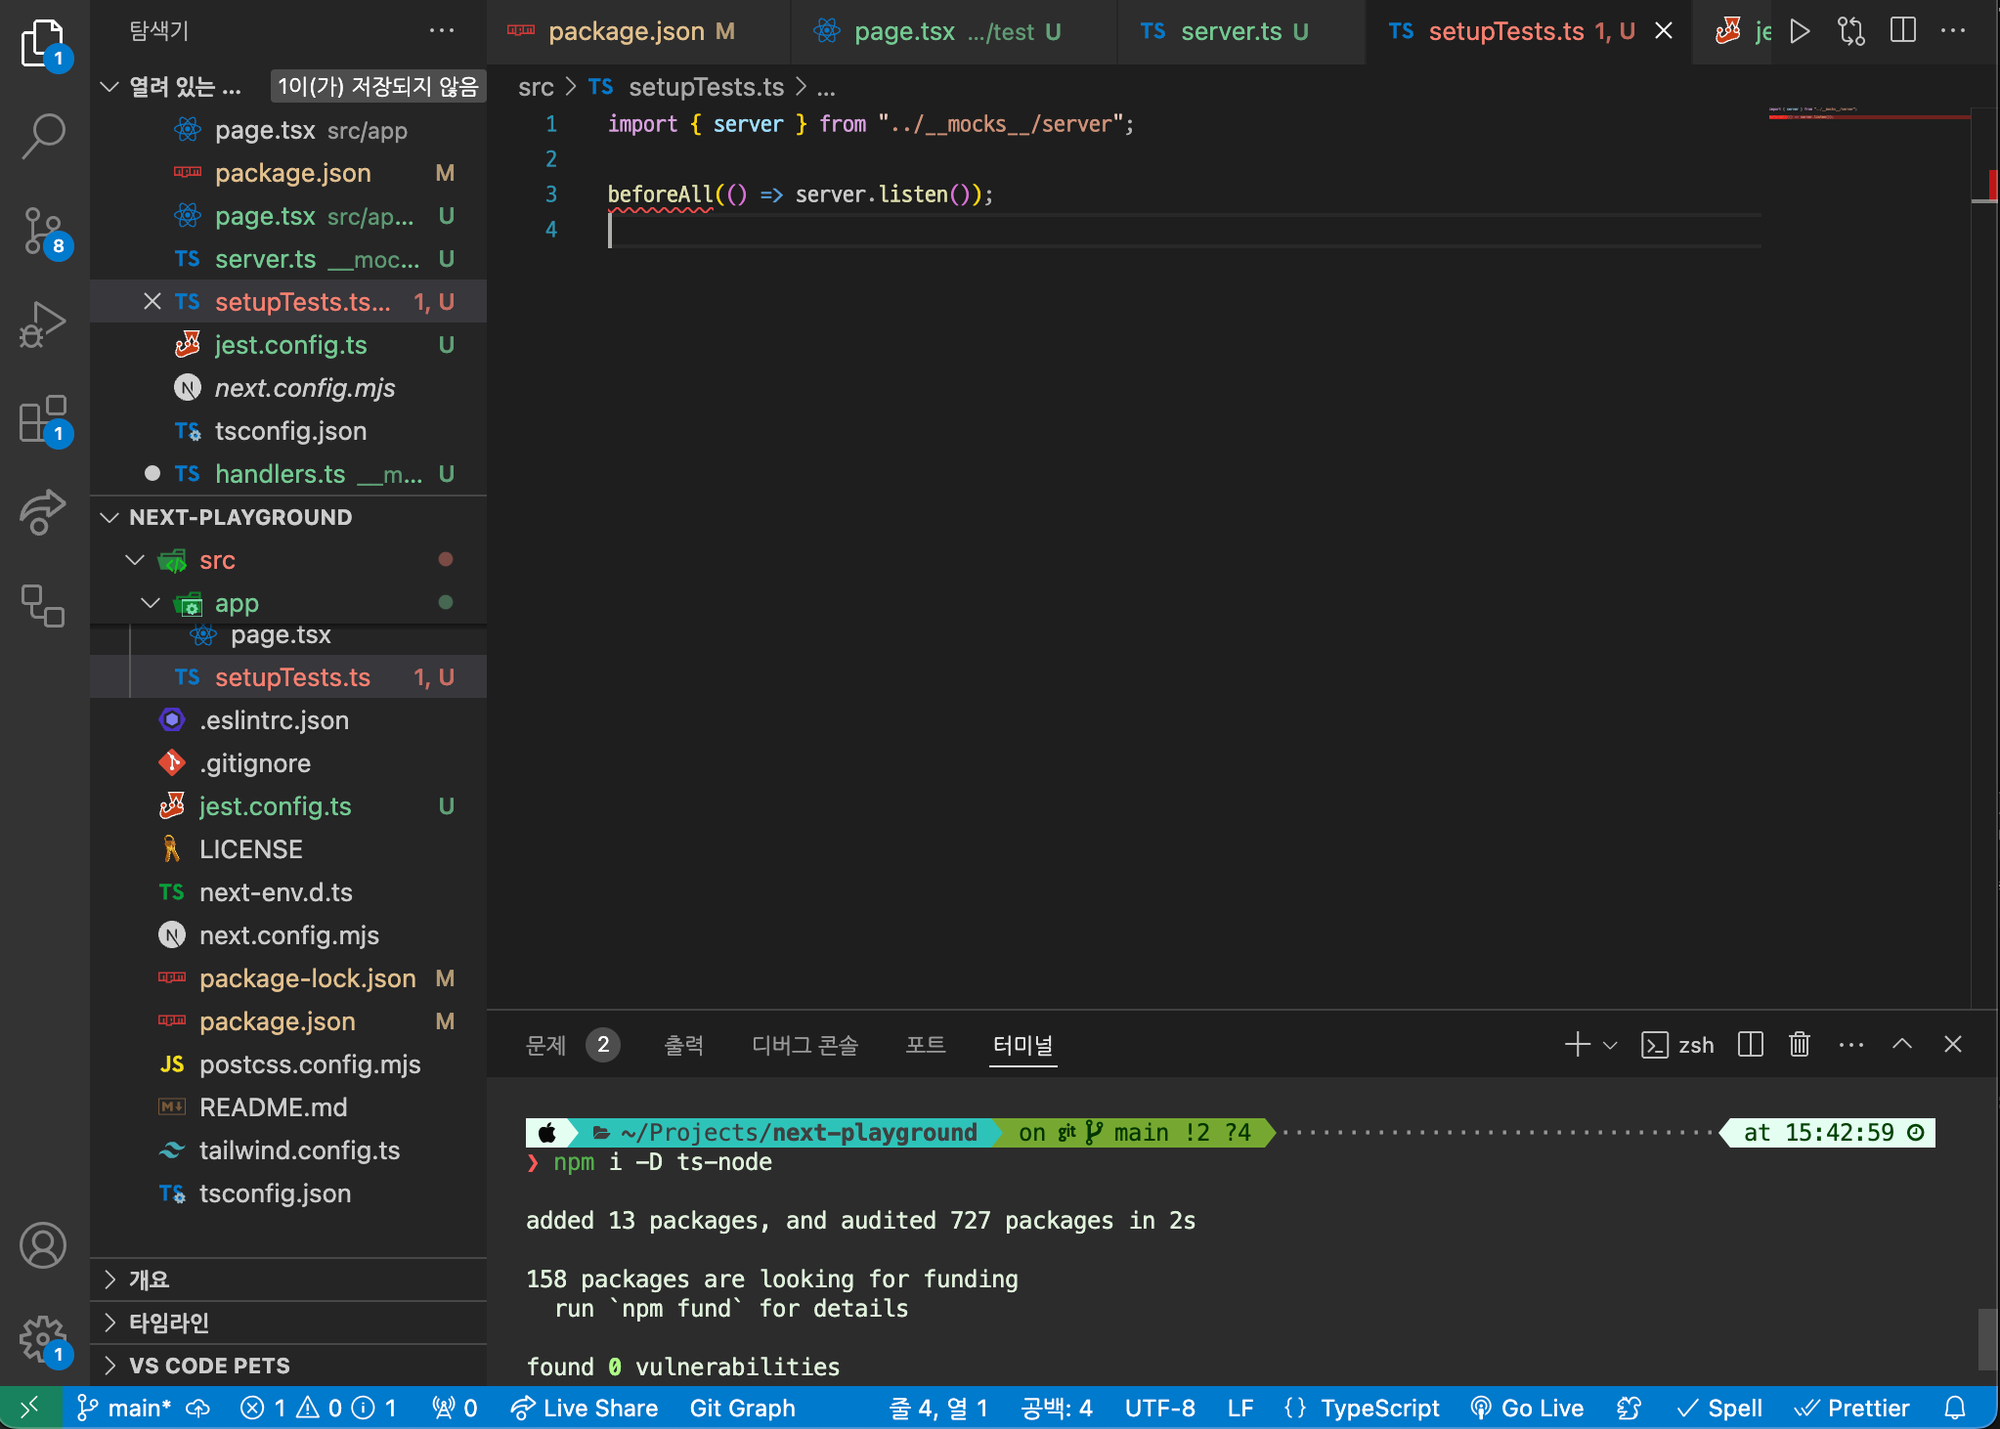 탐색기
열려 있는 ...
1이(가) 저장되지 않음
page.tsx src/app
package.json M
page.tsx src/ap... U
server.ts __moc... U
setupTests.ts... 1, U
jest.config.ts U
next.config.mjs
tsconfig.json
handlers.ts __m... U
NEXT-PLAYGROUND
src
app
page.tsx
setupTests.ts 1, U
.eslintrc.json
.gitignore
jest.config.ts U
LICENSE
next-env.d.ts
next.config.mjs
package-lock.json M
package.json M
postcss.config.mjs
README.md
tailwind.config.ts
tsconfig.json
개요
타임라인
VS CODE PETS
1
8
1
1
package.json M
page.tsx .../test U
TS server.ts U
TS setupTests.ts 1, U
je
src > TS setupTests.ts > ...
1 import { server } from "../__mocks__/server";
2
3 beforeAll(() => server.listen());
4
문제 2 출력 디버그 콘솔 포트 터미널
zsh
~/Projects/next-playground on git main !2 ?4 at 15:42:59
❯ npm i -D ts-node
added 13 packages, and audited 727 packages in 2s
158 packages are looking for funding
run `npm fund` for details
found 0 vulnerabilities
main* 1 0 1 0 Live Share Git Graph 줄 4, 열 1 공백: 4 UTF-8 LF {} TypeScript Go Live Spell Prettier